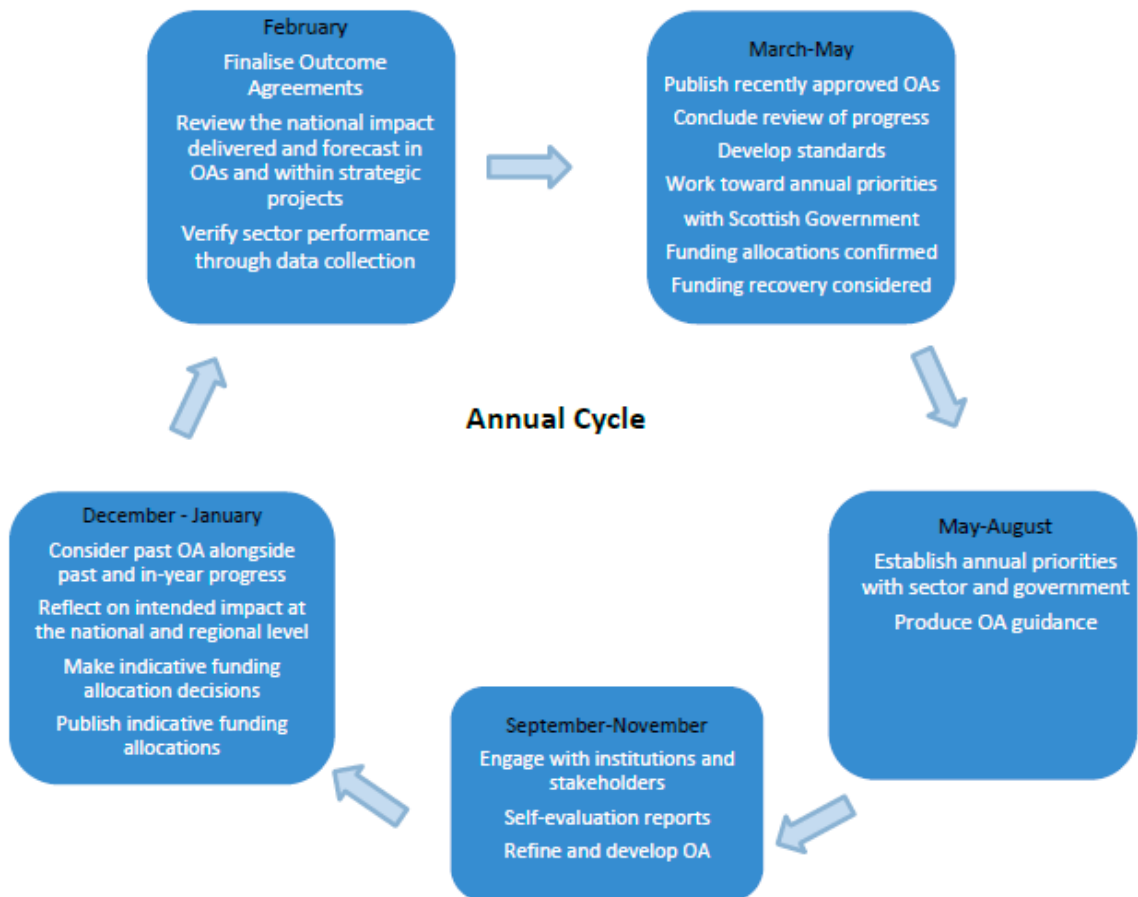 February
Finalise Outcome
Agreements
Review the national impact
delivered and forecast in
OAs and within strategic
projects
Verify sector performance
through data collection
March-May
Publish recently approved OAs
Conclude review of progress
Develop standards
Work toward annual priorities
with Scottish Government
Funding allocations confirmed
Funding recovery considered
Annual Cycle
May-August
Establish annual priorities
with sector and government
Produce OA guidance
September-November
Engage with institutions and
stakeholders
Self-evaluation reports
Refine and develop OA
December - January
Consider past OA alongside
past and in-year progress
Reflect on intended impact at
the national and regional level
Make indicative funding
allocation decisions
Publish indicative funding
allocations